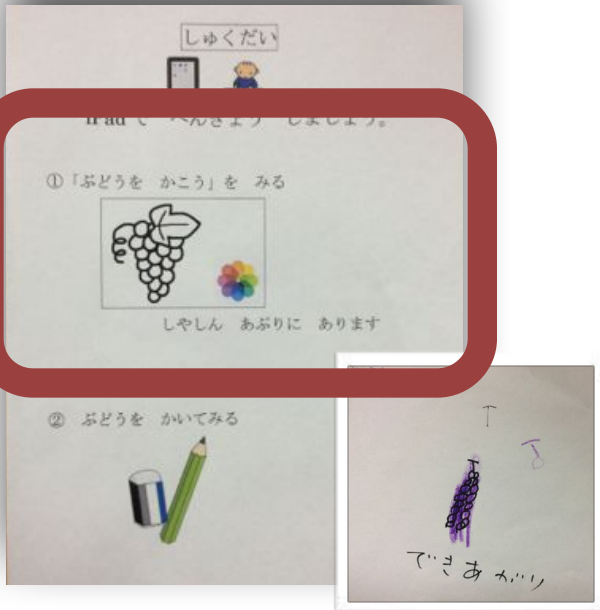 しゅくだい
iPadで べんきょう しましょう。
①「ぶどうを かこう」を みる
しやしん あぷりに あります
② ぶどうを かいてみる
できあがり